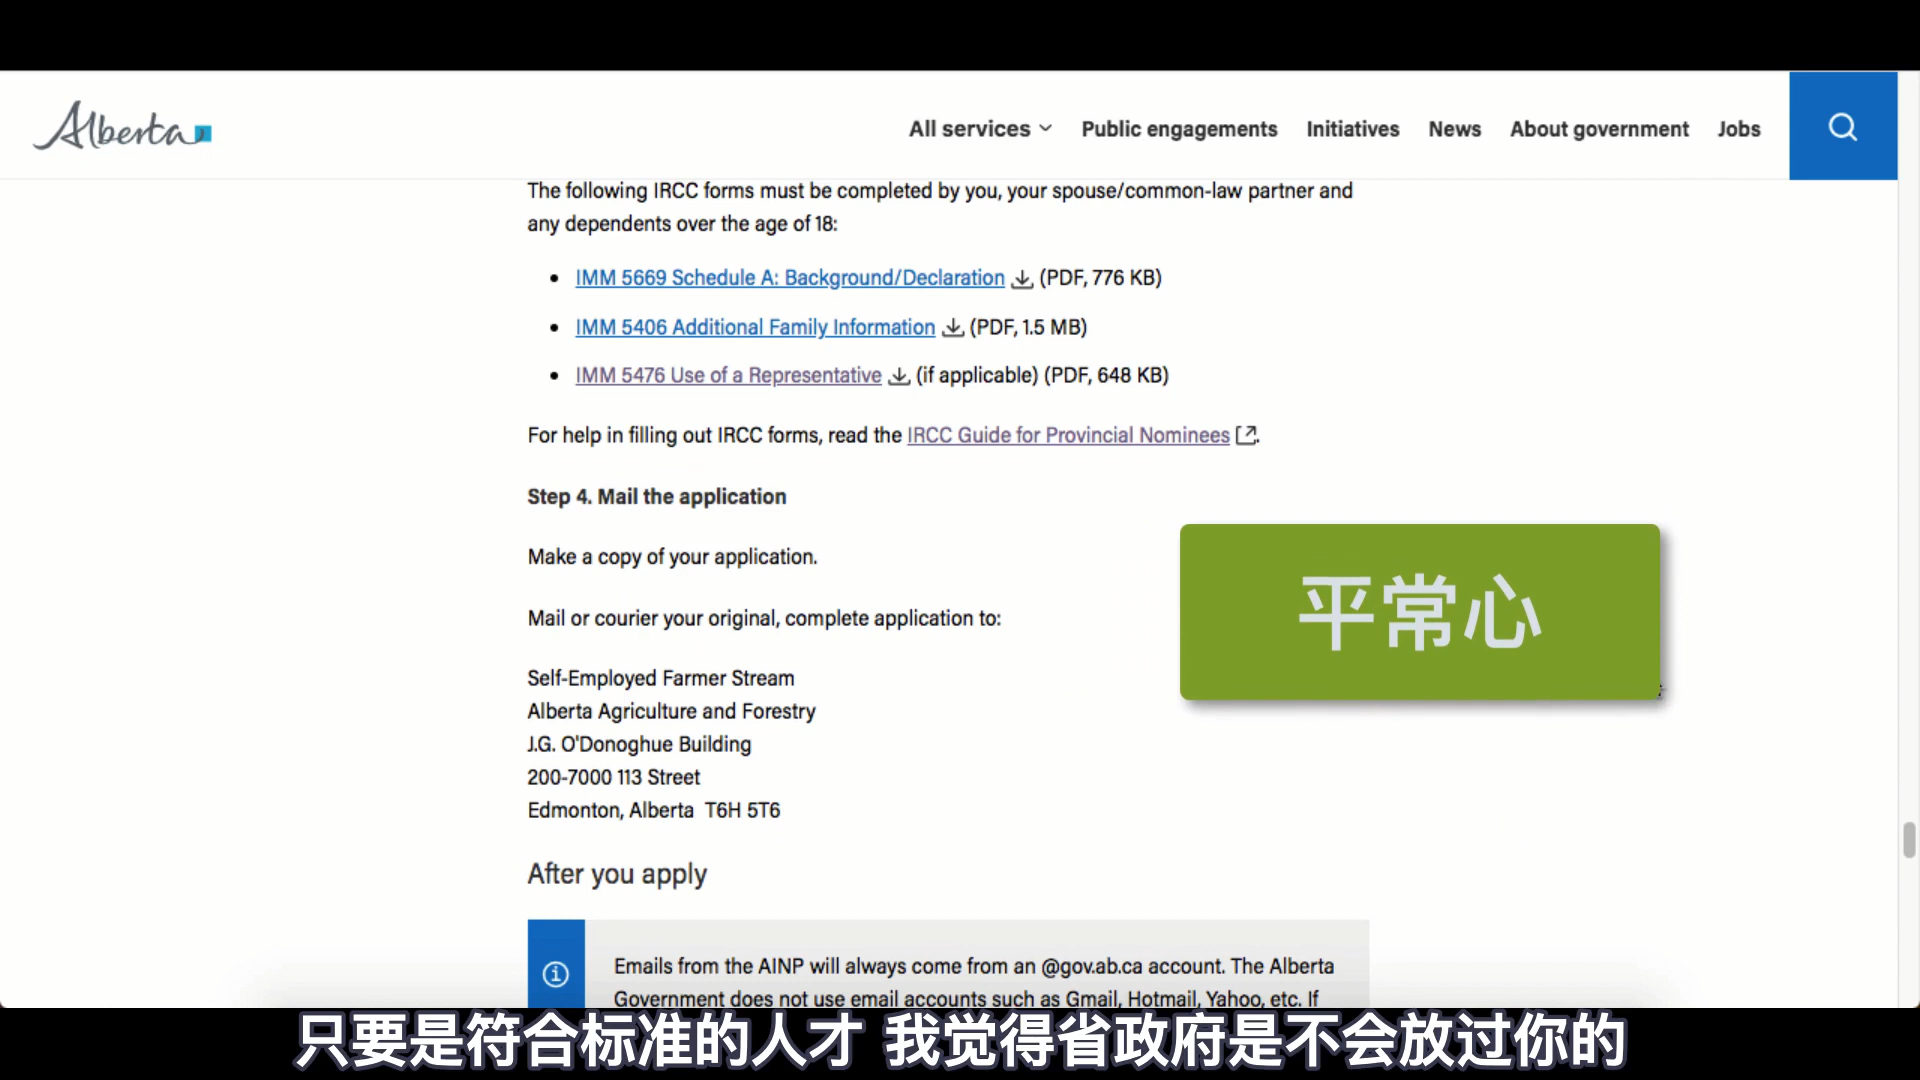 Alberta
All services Public engagements Initiatives News About government Jobs
The following IRCC forms must be completed by you, your spouse/common-law partner and
any dependents over the age of 18:
• IMM 5669 Schedule A: Background/Declaration (PDF, 776 KB)
• IMM 5406 Additional Family Information (PDF, 1.5 MB)
• IMM 5476 Use of a Representative (if applicable) (PDF, 648 KB)
For help in filling out IRCC forms, read the IRCC Guide for Provincial Nominees.
Step 4. Mail the application
Make a copy of your application.
Mail or courier your original, complete application to:
平常心
Self-Employed Farmer Stream
Alberta Agriculture and Forestry
J.G. O'Donoghue Building
200-7000 113 Street
Edmonton, Alberta T6H 5T6
After you apply
Emails from the AINP will always come from an @gov.ab.ca account. The Alberta
Government does not use email accounts such as Gmail, Hotmail, Yahoo, etc. If
只要是符合标准的人才 我觉得省政府是不会放过你的